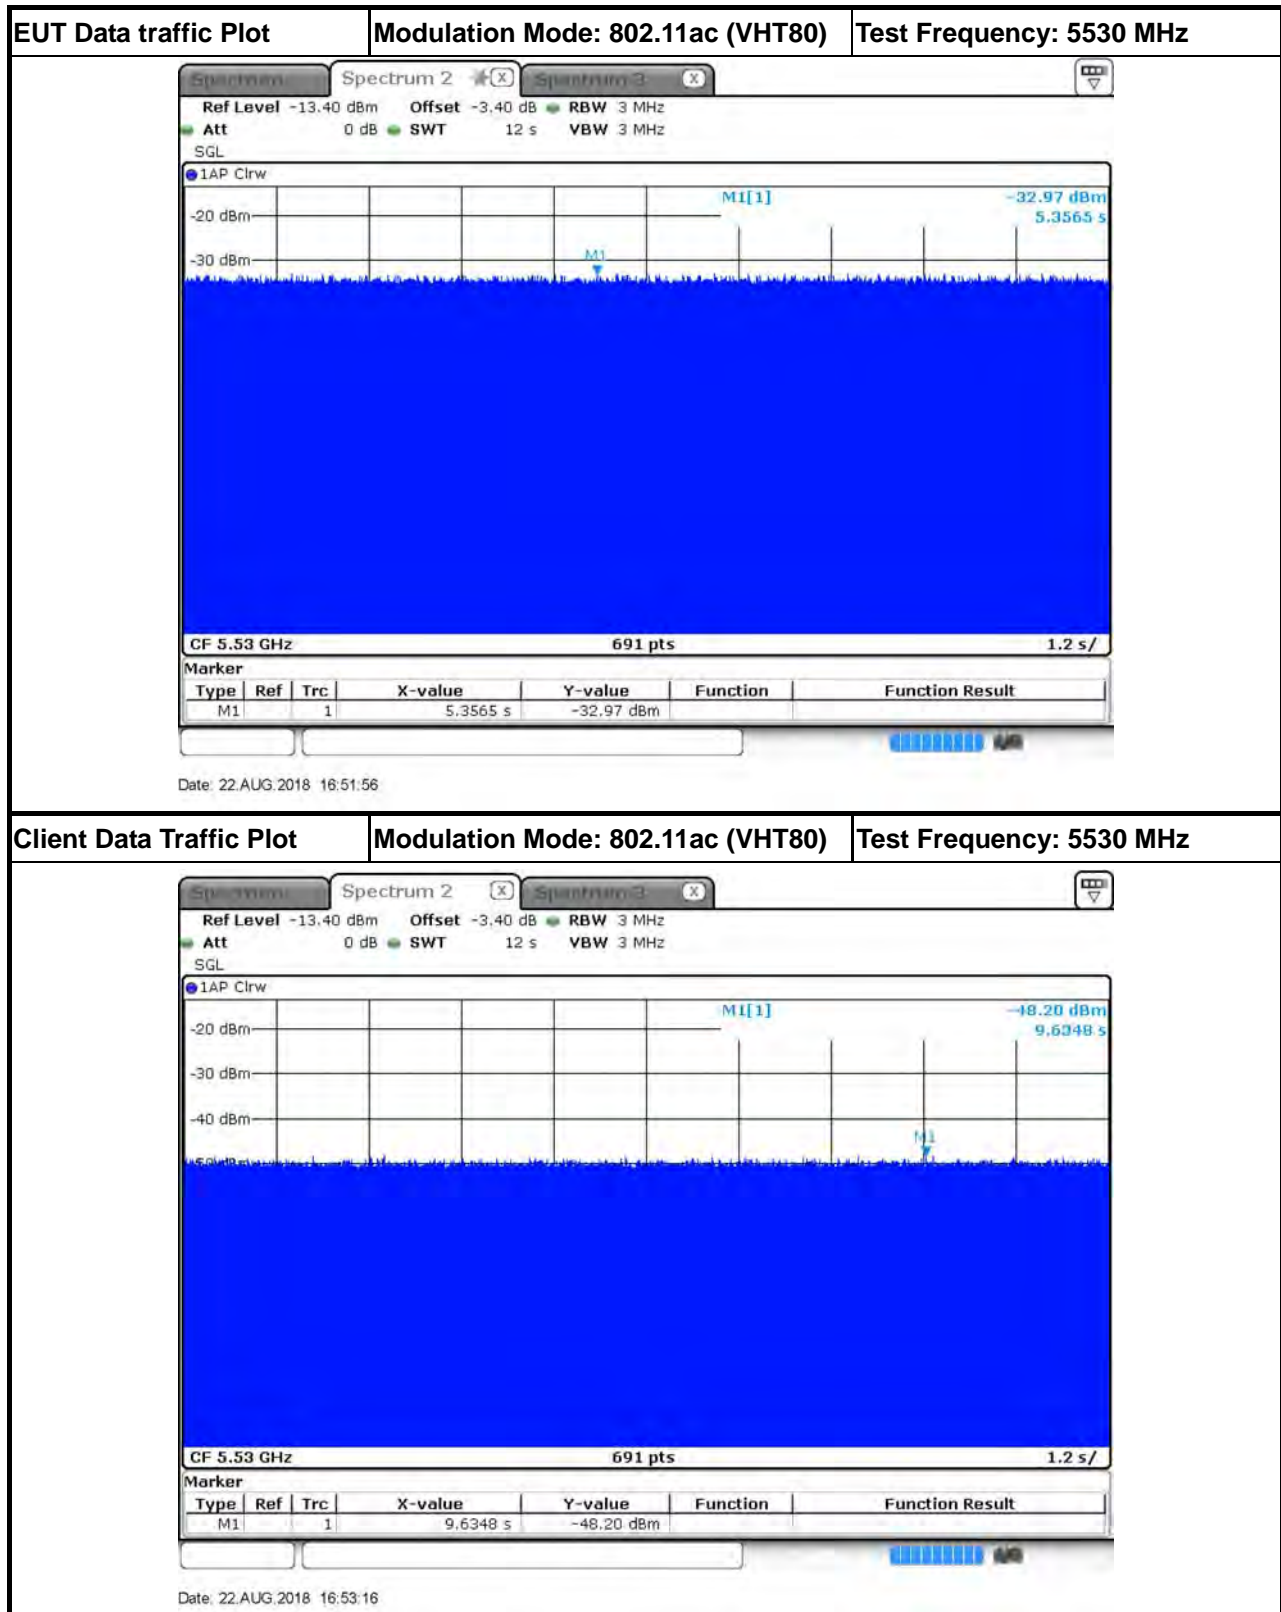 EUT Data traffic Plot Modulation Mode: 802.11ac (VHT80) Test Frequency: 5530 MHz
Spectrum Spectrum 2 X Spectrum 3 X
Ref Level -13.40 dBm Offset -3.40 dB RBW 3 MHz
Att 0 dB SWT 12 s VBW 3 MHz
SGL
1AP Clrw
M1[1] -32.97 dBm
-20 dBm 5.3565 s
-30 dBm M1
CF 5.53 GHz 691 pts 1.2 s/
Marker
Type Ref Trc X-value Y-value Function Function Result
M1 1 5.3565 s -32.97 dBm
Date: 22.AUG.2018 16:51:56
Client Data Traffic Plot Modulation Mode: 802.11ac (VHT80) Test Frequency: 5530 MHz
Spectrum Spectrum 2 X Spectrum 3 X
Ref Level -13.40 dBm Offset -3.40 dB RBW 3 MHz
Att 0 dB SWT 12 s VBW 3 MHz
SGL
1AP Clrw
M1[1] -48.20 dBm
-20 dBm 9.6348 s
-30 dBm
-40 dBm
M1
-50 dBm
CF 5.53 GHz 691 pts 1.2 s/
Marker
Type Ref Trc X-value Y-value Function Function Result
M1 1 9.6348 s -48.20 dBm
Date: 22.AUG.2018 16:53:16